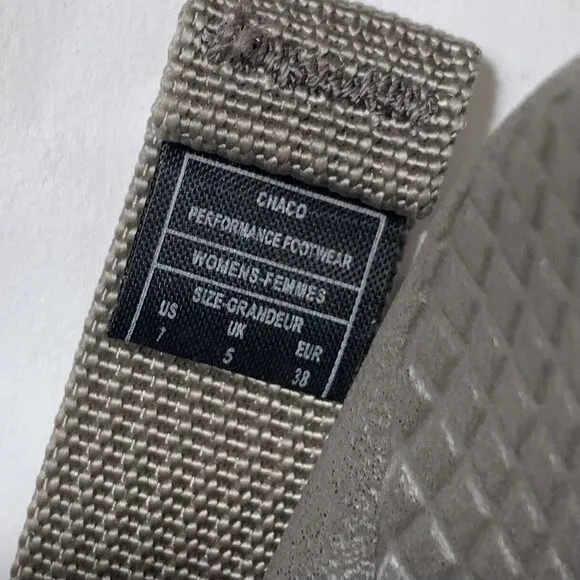 CHACO
PERFORMANCE FOOTWEAR
WOMENS-FEMMES
SIZE-GRANDEUR
US UK EUR
7 5 38